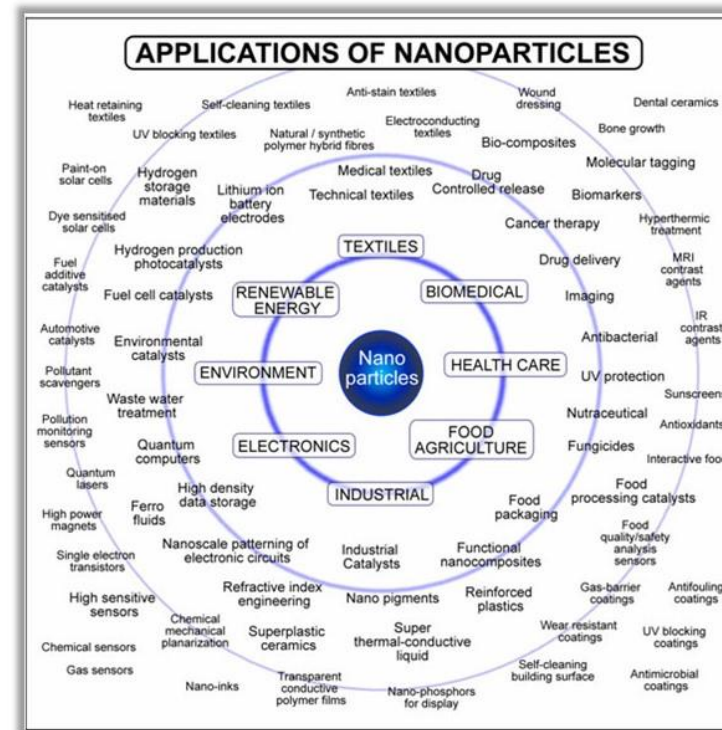 APPLICATIONS OF NANOPARTICLES
Anti-stain textiles
Wound
dressing
Heat retaining
textiles
Self-cleaning textiles
Dental ceramics
UV blocking textiles
Natural / synthetic
polymer hybrid fibres
Electroconducting
textiles
Bio-composites
Bone growth
Molecular tagging
Paint-on
solar cells
Hydrogen
storage
materials
Lithium ion
battery
electrodes
Medical textiles
Technical textiles
Drug
Controlled release
Biomarkers
Dye sensitised
solar cells
Cancer therapy
Hyperthermic
treatment
TEXTILES
Hydrogen production
photocatalysts
Drug delivery
Fuel
additive
catalysts
MRI
contrast
agents
Fuel cell catalysts
RENEWABLE
ENERGY
BIOMEDICAL
Imaging
Automotive
catalysts
Environmental
catalysts
Antibacterial
IR
contrast
agents
Nano
particles
Pollutant
scavengers
ENVIRONMENT
HEALTH CARE
UV protection
Sunscreens
Waste water
treatment
Nutraceutical
Antioxidants
Pollution
monitoring
sensors
Quantum
computers
ELECTRONICS
FOOD
AGRICULTURE
Fungicides
Interactive food
Quantum
lasers
High density
data storage
INDUSTRIAL
Food
processing catalysts
High power
magnets
Ferro
fluids
Food
packaging
Food
quality/safety
analysis
sensors
Single electron
transistors
Nanoscale patterning of
electronic circuits
Industrial
Catalysts
Functional
nanocomposites
High sensitive
sensors
Refractive index
engineering
Nano pigments
Reinforced
plastics
Gas-barrier
coatings
Antifouling
coatings
Chemical
mechanical
planarization
Superplastic
ceramics
Super
thermal-conductive
liquid
Wear resistant
coatings
UV blocking
coatings
Chemical sensors
Gas sensors
Self-cleaning
building surface
Antimicrobial
coatings
Nano-inks
Transparent
conductive
polymer films
Nano-phosphors
for display